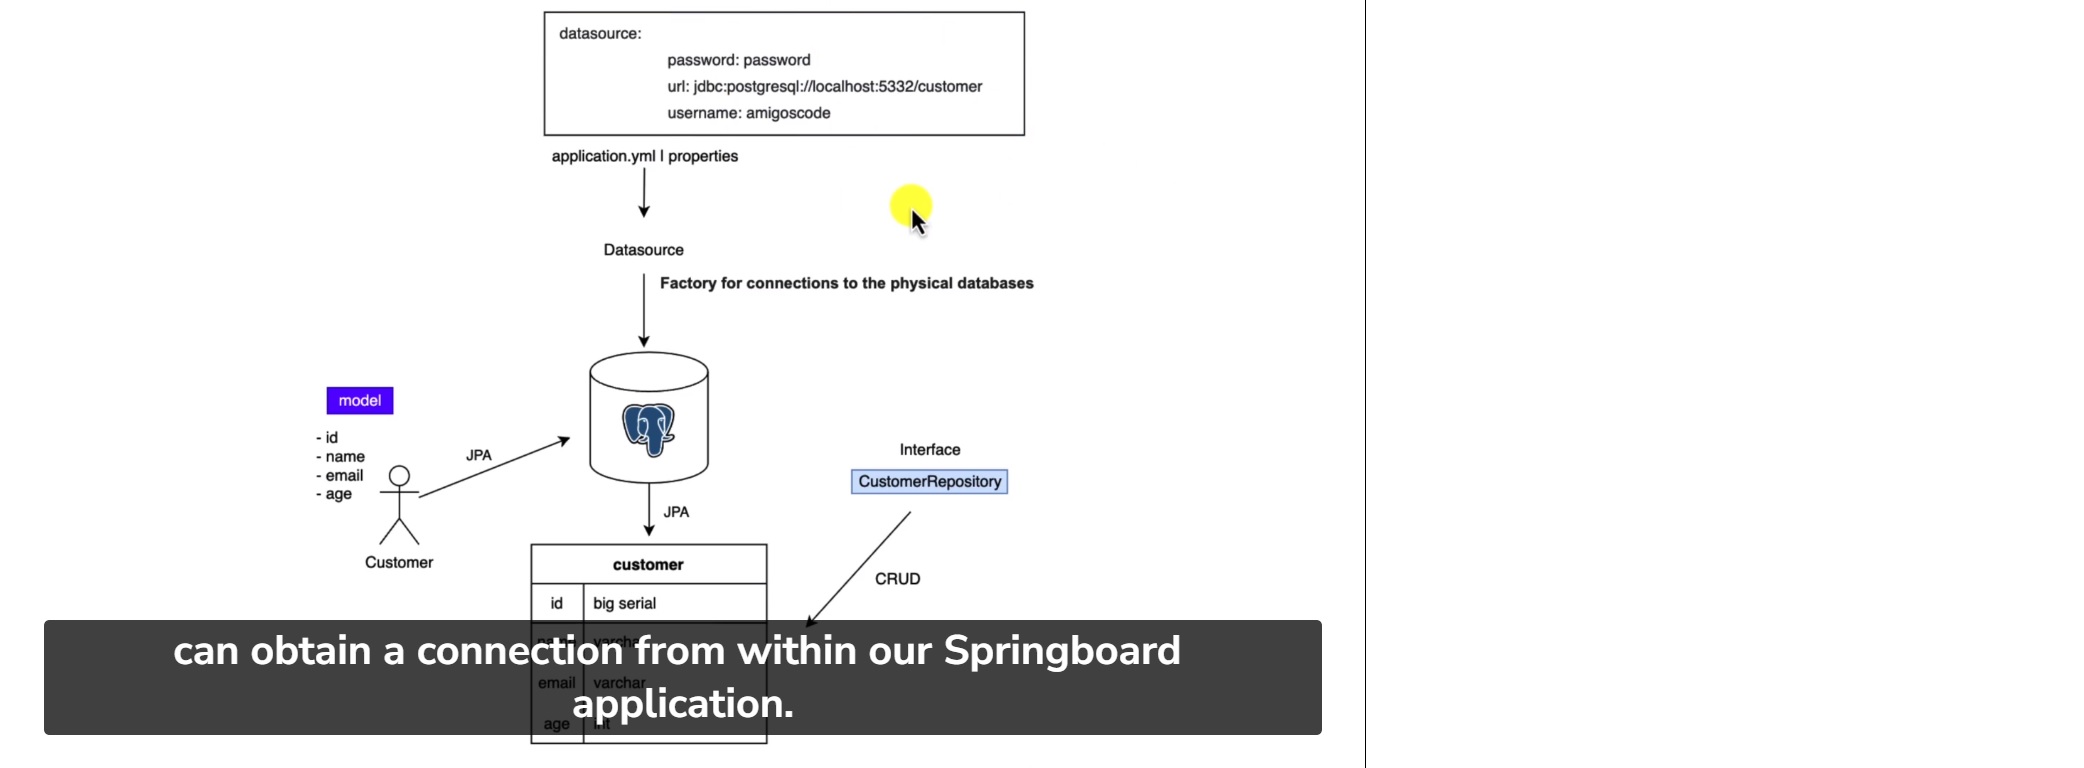 datasource:
password: password
url: jdbc:postgresql://localhost:5332/customer
username: amigoscode
application.yml | properties
Datasource
Factory for connections to the physical databases
model
- id
- name
- email
- age
JPA
Customer
JPA
Interface
CustomerRepository
CRUD
customer
id big serial
name varchar
email varchar
age int
can obtain a connection from within our Springboard
application.